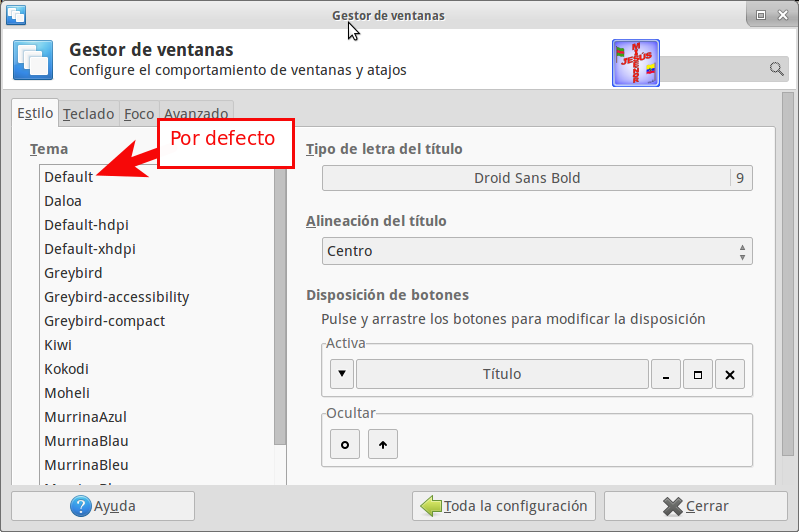 Gestor de ventanas
Gestor de ventanas
Configure el comportamiento de ventanas y atajos
MALTENOR
JESÚS
Estilo Teclado Foco Avanzado
Por defecto
Tema
Default
Daloa
Default-hdpi
Default-xhdpi
Greybird
Greybird-accessibility
Greybird-compact
Kiwi
Kokodi
Moheli
MurrinaAzul
MurrinaBlau
MurrinaBleu
Tipo de letra del título
Droid Sans Bold 9
Alineación del título
Centro
Disposición de botones
Pulse y arrastre los botones para modificar la disposición
Activa
Título
Ocultar
Ayuda Toda la configuración Cerrar